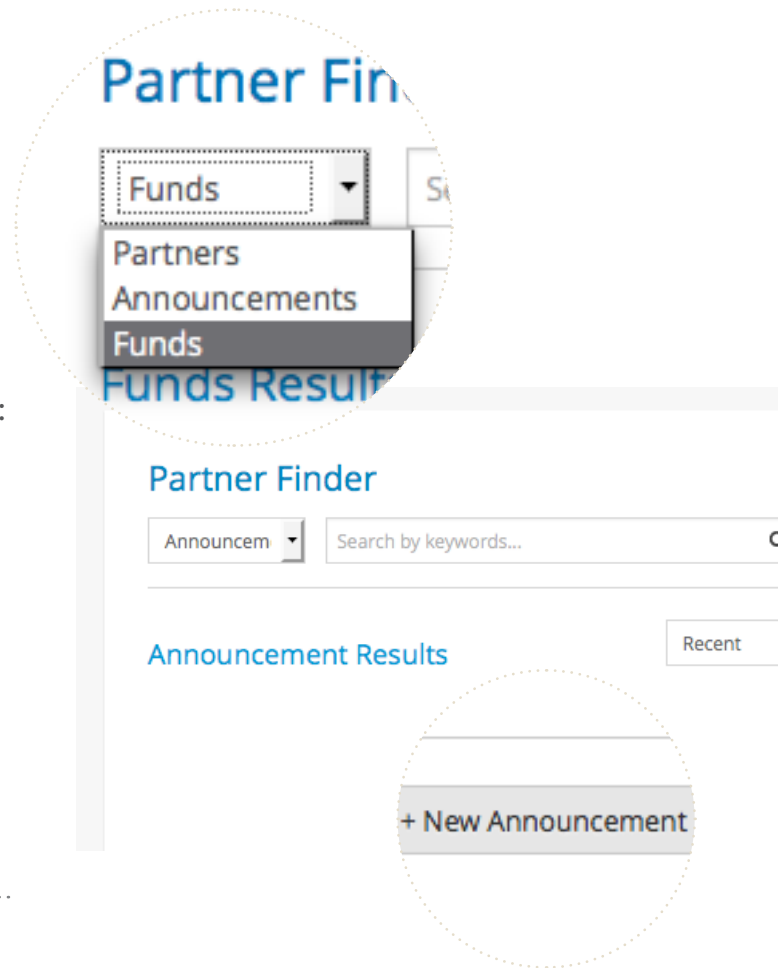 Partner Fin
Funds
Se
Partners
Announcements
Funds
Funds Result
:
Partner Finder
Announcem
Search by keywords...
Announcement Results
Recent
+ New Announcement
..